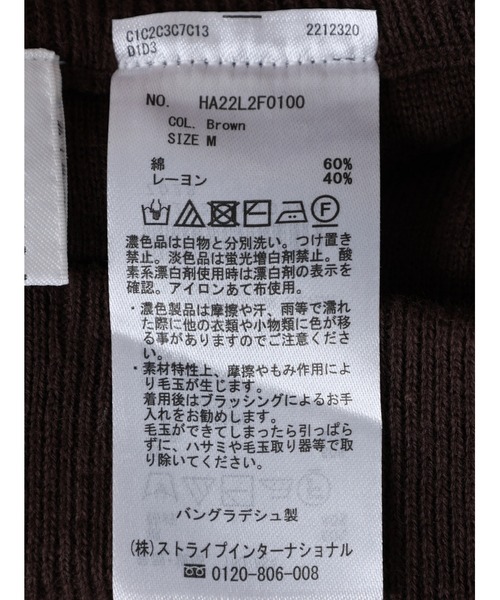 C1C2C3C7C13 2212320
D1D3
NO. HA22L2F0100
COL. Brown
SIZE M
綿 60%
レーヨン 40%
F
濃色品は白物と分別洗い。つけ置き
禁止。淡色品は蛍光増白剤禁止。酸
素系漂白剤使用時は漂白剤の表示を
確認。アイロンあて布使用。
・濃色製品は摩擦や汗、雨等で濡れ
た際に他の衣類や小物類に色が移
る事がありますのでご注意くださ
い。
・素材特性上、摩擦やもみ作用によ
り毛玉が生じます。
着用後はブラッシングによるお手
入れをお勧めします。
毛玉ができてしまったら引っぱら
ずに、ハサミや毛玉取り器等で取
り除いてください。
バングラデシュ製
(株)ストライプインターナショナル
0120-806-008